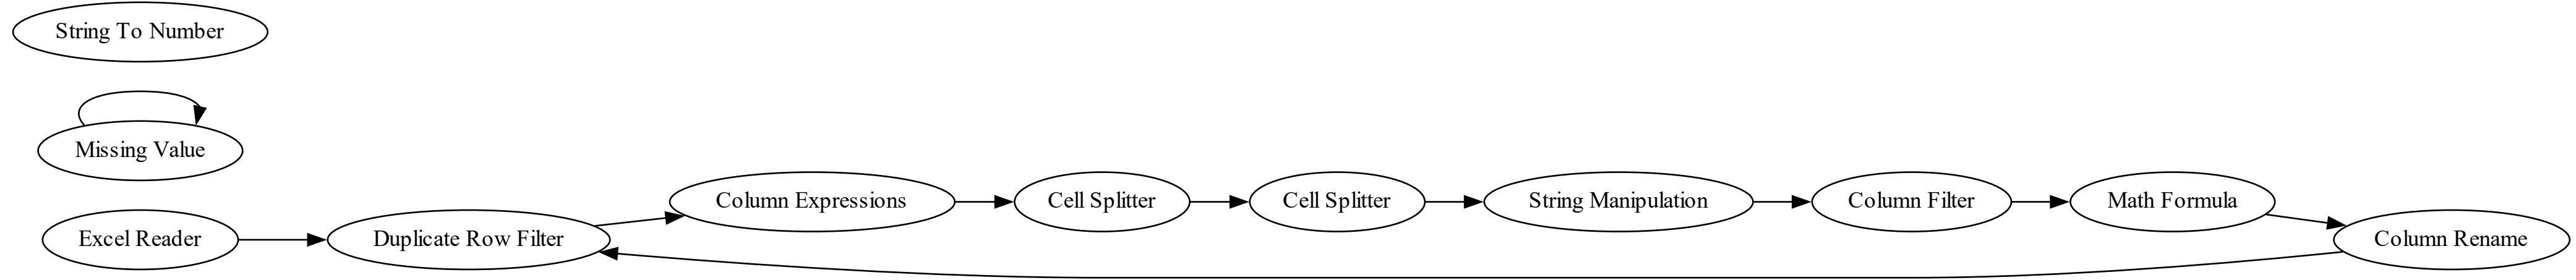 String To Number
Missing Value
Excel Reader
Duplicate Row Filter
Column Expressions
Cell Splitter
Cell Splitter
String Manipulation
Column Filter
Math Formula
Column Rename